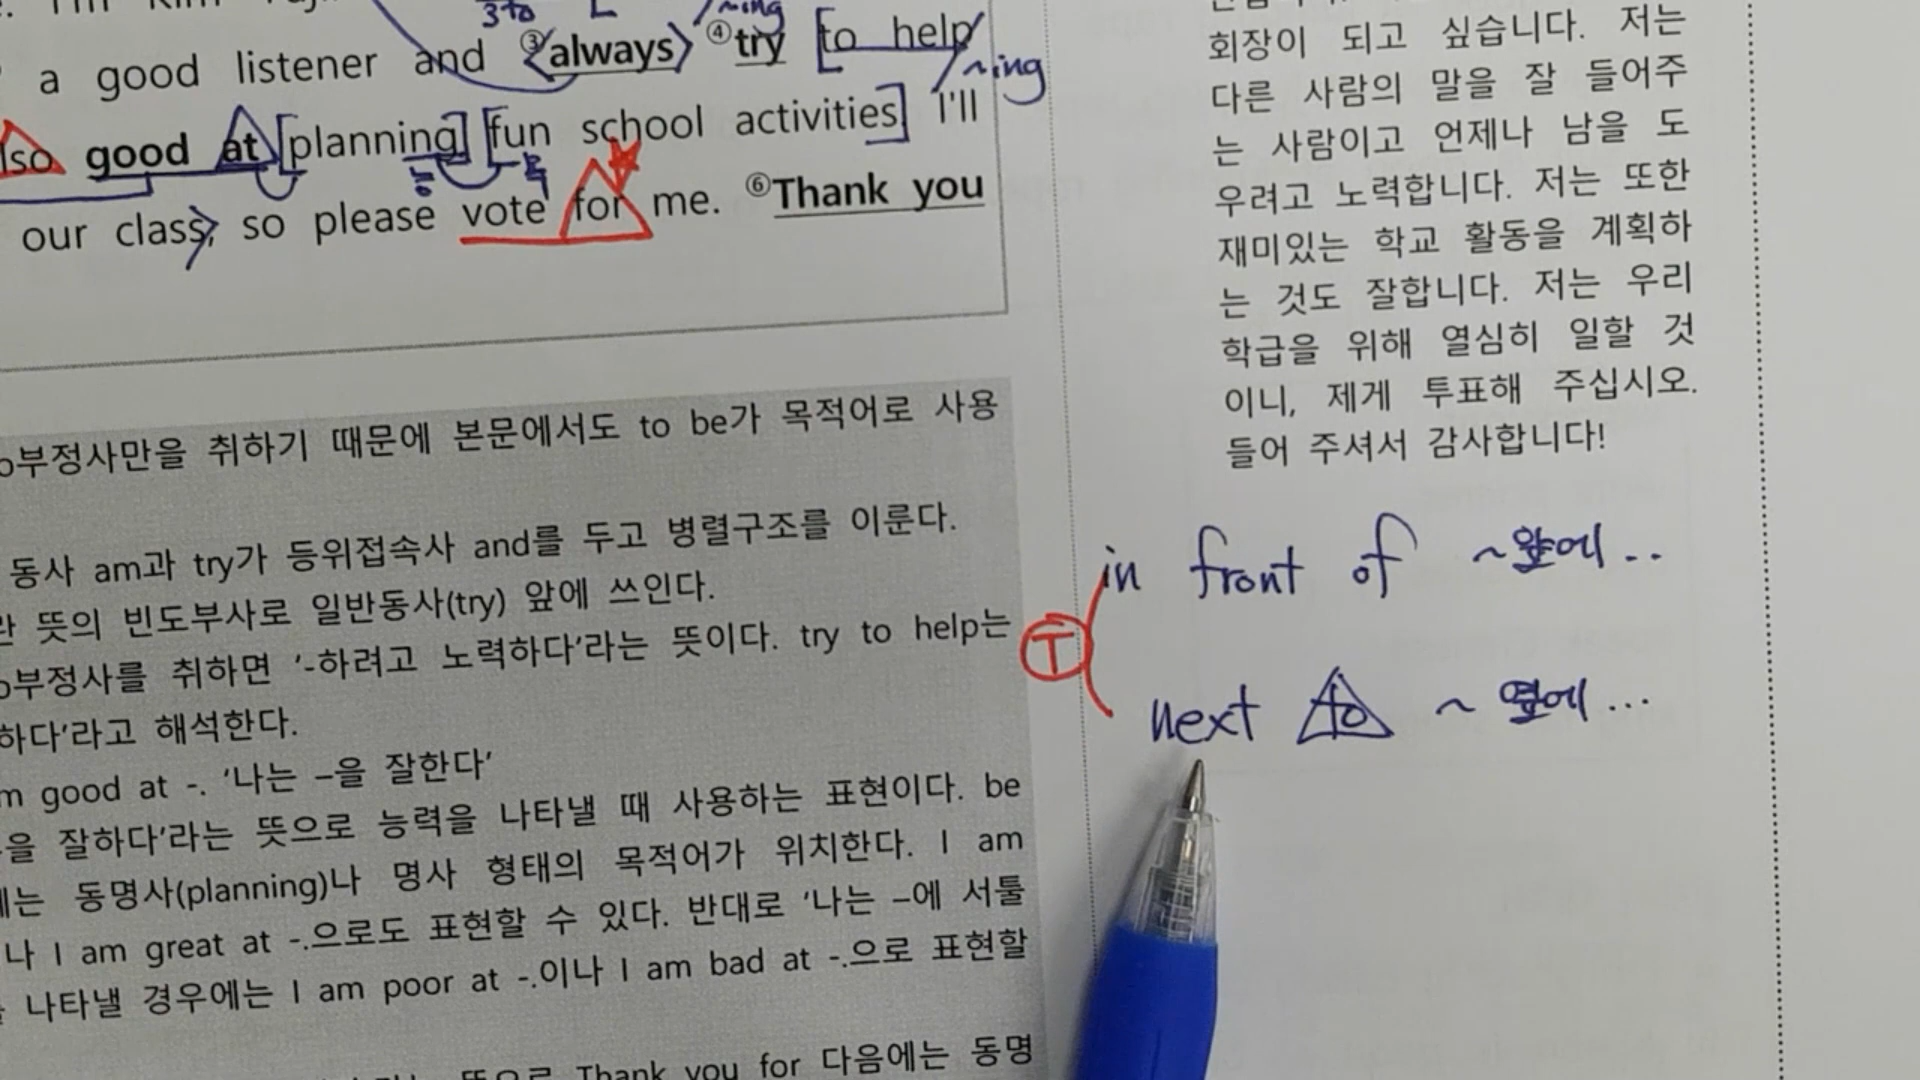 I'm Kim Yujin
3 to ~ing
a good listener and ③always ④try to help
~ing
also good at planning fun school activities I'll
는 을
our class, so please vote for me. ⑥Thank you
회장이 되고 싶습니다. 저는
다른 사람의 말을 잘 들어주
는 사람이고 언제나 남을 도
우려고 노력합니다. 저는 또한
재미있는 학교 활동을 계획하
는 것도 잘합니다. 저는 우리
학급을 위해 열심히 일할 것
이니, 제게 투표해 주십시오.
들어 주셔서 감사합니다!
o부정사만을 취하기 때문에 본문에서도 to be가 목적어로 사용
동사 am과 try가 등위접속사 and를 두고 병렬구조를 이룬다.
란 뜻의 빈도부사로 일반동사(try) 앞에 쓰인다.
o부정사를 취하면 '-하려고 노력하다'라는 뜻이다. try to help는
하다'라고 해석한다.
m good at -. '나는 –을 잘한다'
을 잘하다'라는 뜻으로 능력을 나타낼 때 사용하는 표현이다. be
에는 동명사(planning)나 명사 형태의 목적어가 위치한다. I am
나 I am great at -.으로도 표현할 수 있다. 반대로 '나는 –에 서툴
나타낼 경우에는 I am poor at -.이나 I am bad at -.으로 표현할
뜻으로 Thank you for 다음에는 동명
T
in front of ~앞에..
next to ~ 옆에...